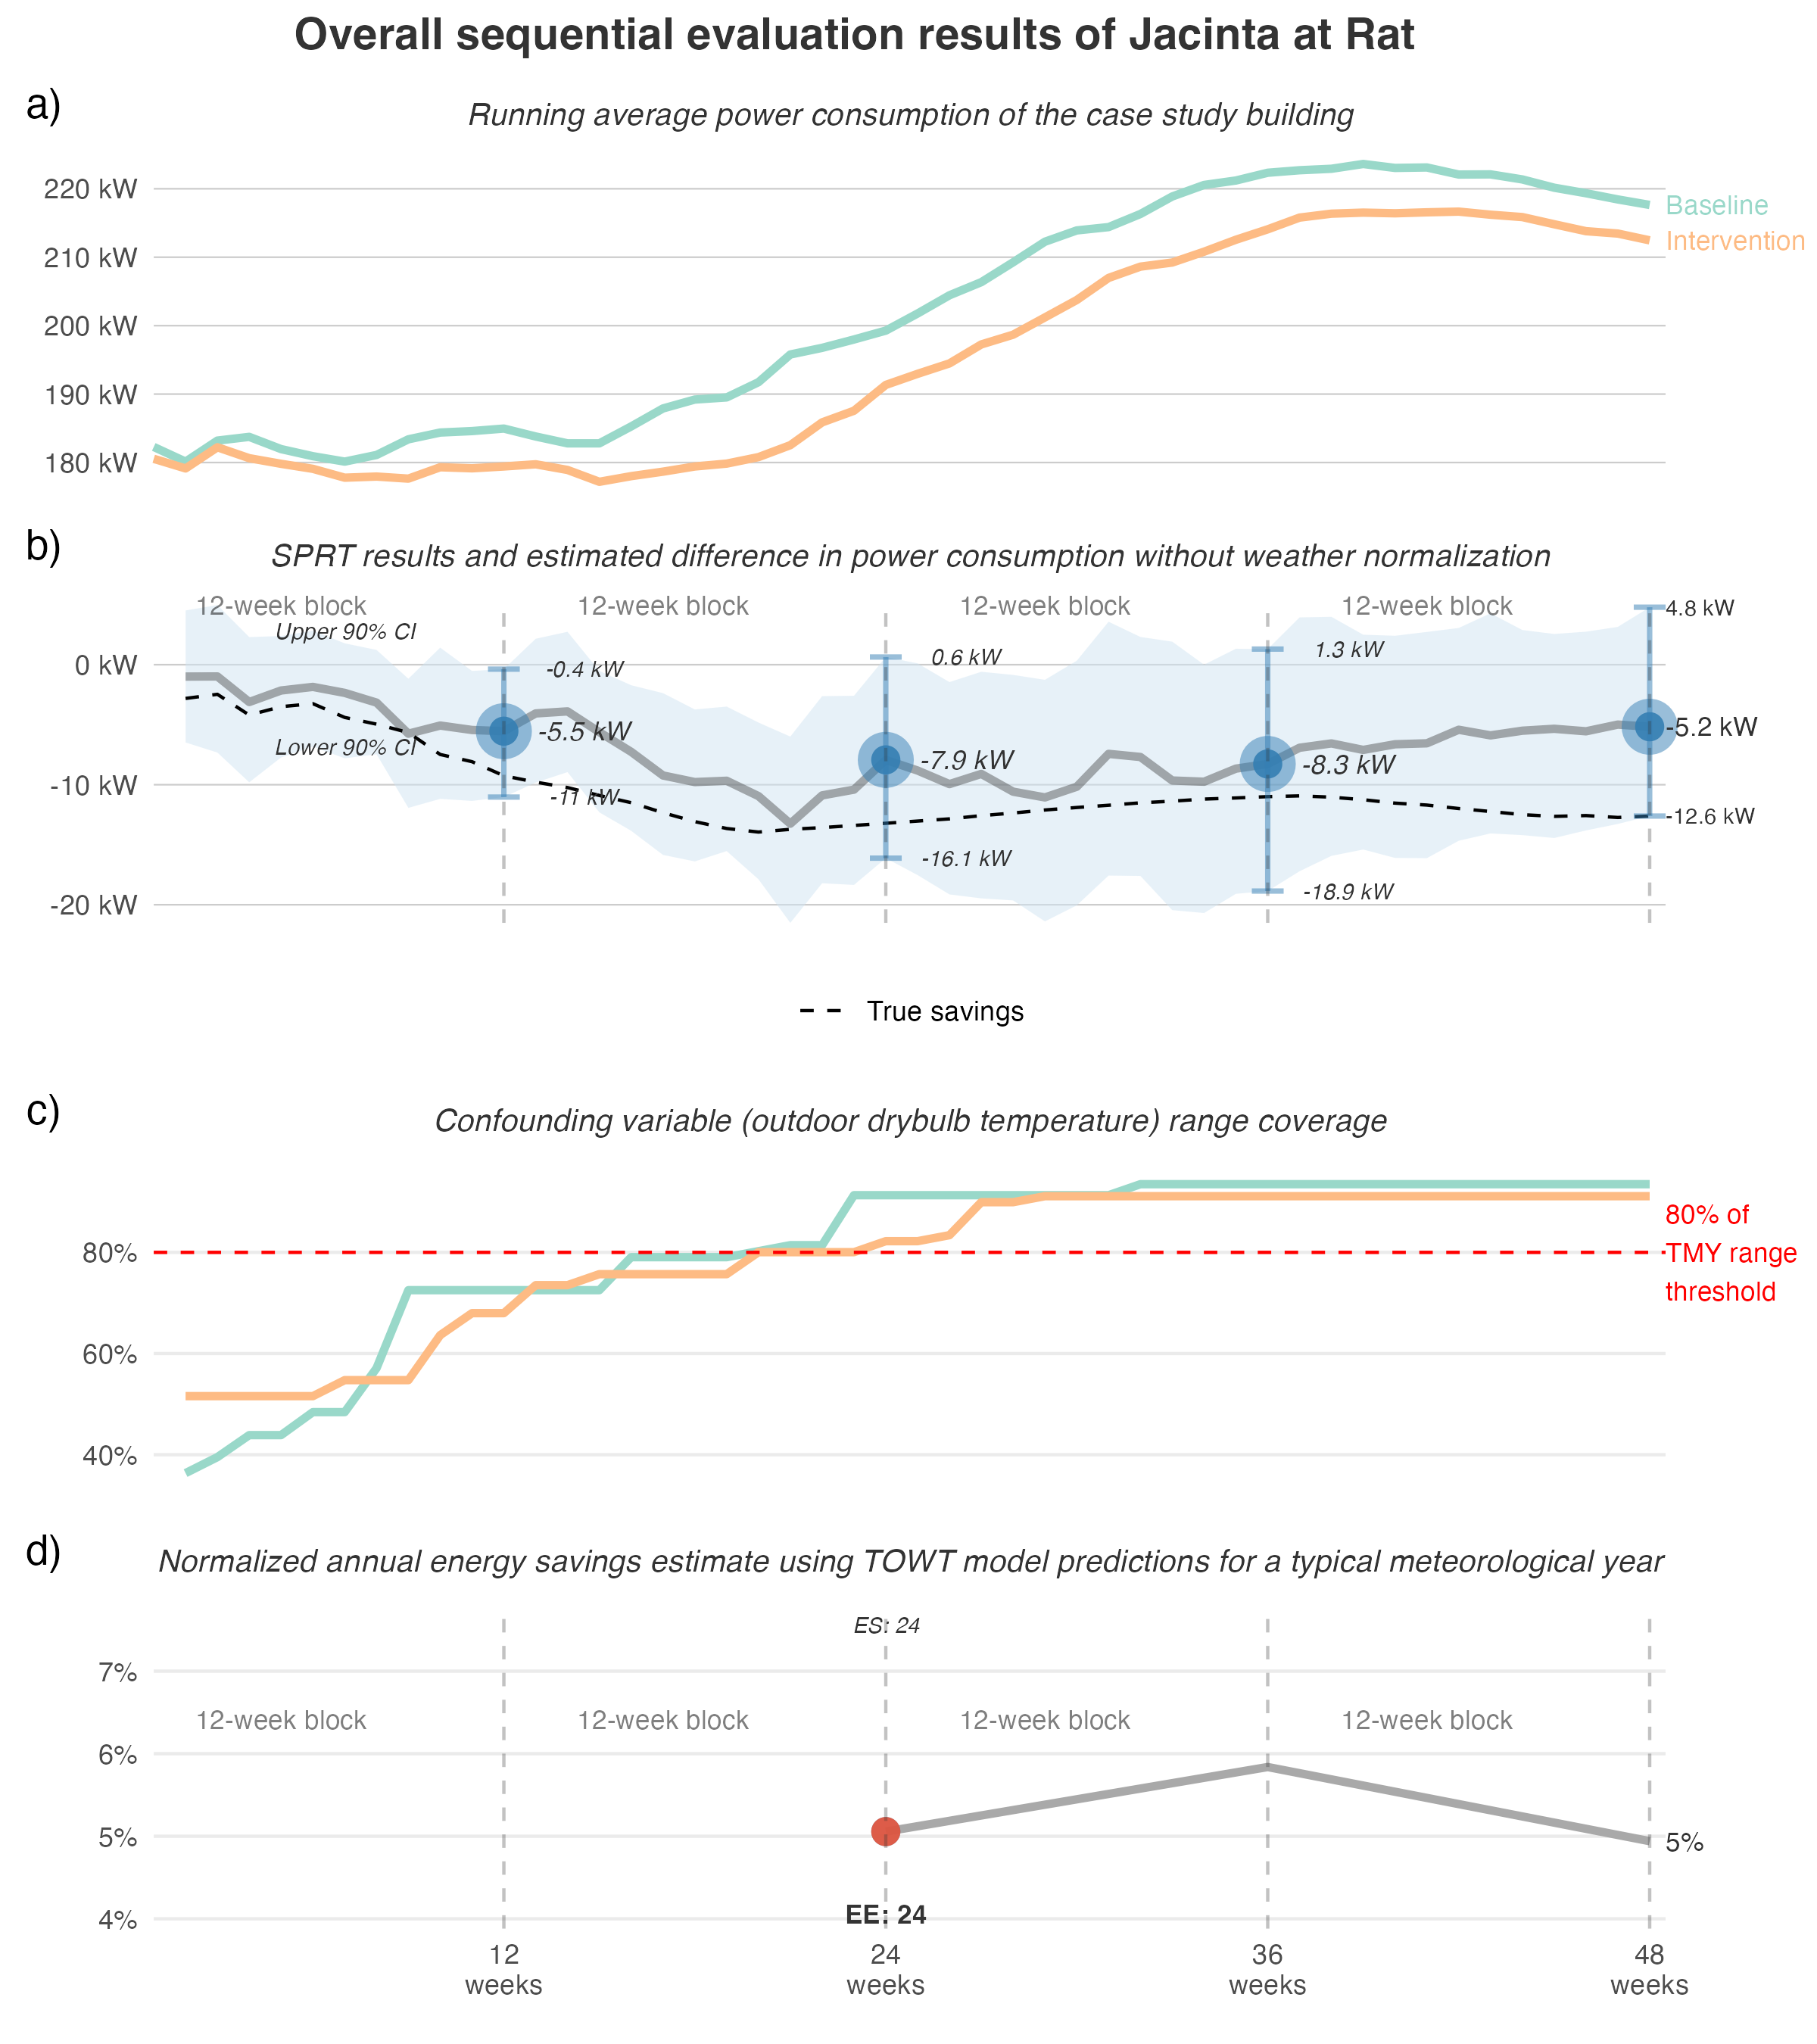 Overall sequential evaluation results of Jacinta at Rat
a)
Running average power consumption of the case study building
220 kW
210 kW
200 kW
190 kW
180 kW
Baseline
Intervention
b)
SPRT results and estimated difference in power consumption without weather normalization
12-week block
12-week block
12-week block
12-week block
Upper 90% CI
Lower 90% CI
0 kW
-10 kW
-20 kW
-0.4 kW
-5.5 kW
-11 kW
0.6 kW
-7.9 kW
-16.1 kW
1.3 kW
-8.3 kW
-18.9 kW
4.8 kW
-5.2 kW
-12.6 kW
True savings
c)
Confounding variable (outdoor drybulb temperature) range coverage
80%
60%
40%
80% of
TMY range
threshold
d)
Normalized annual energy savings estimate using TOWT model predictions for a typical meteorological year
ES: 24
7%
6%
5%
4%
12-week block
12-week block
12-week block
12-week block
5%
EE: 24
12
weeks
24
weeks
36
weeks
48
weeks